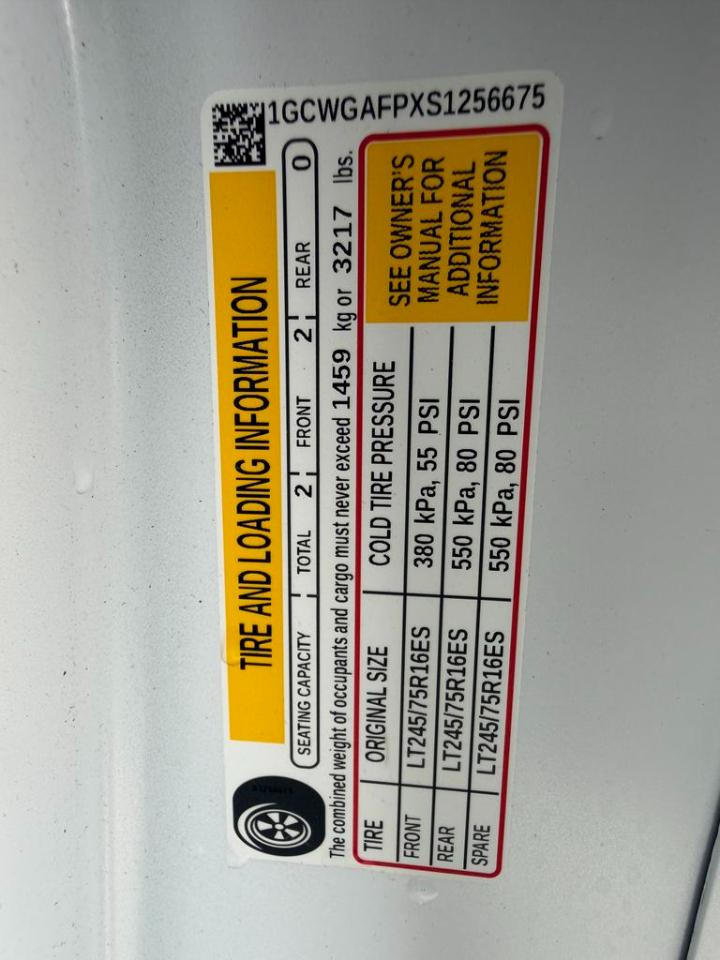 1GCWGAFPXS1256675
TIRE AND LOADING INFORMATION
SEATING CAPACITY TOTAL 2 FRONT 2 REAR 0
The combined weight of occupants and cargo must never exceed 1459 kg or 3217 lbs.
TIRE ORIGINAL SIZE COLD TIRE PRESSURE
FRONT LT245/75R16ES 380 kPa, 55 PSI
REAR LT245/75R16ES 550 kPa, 80 PSI
SPARE LT245/75R16ES 550 kPa, 80 PSI
SEE OWNER'S
MANUAL FOR
ADDITIONAL
INFORMATION